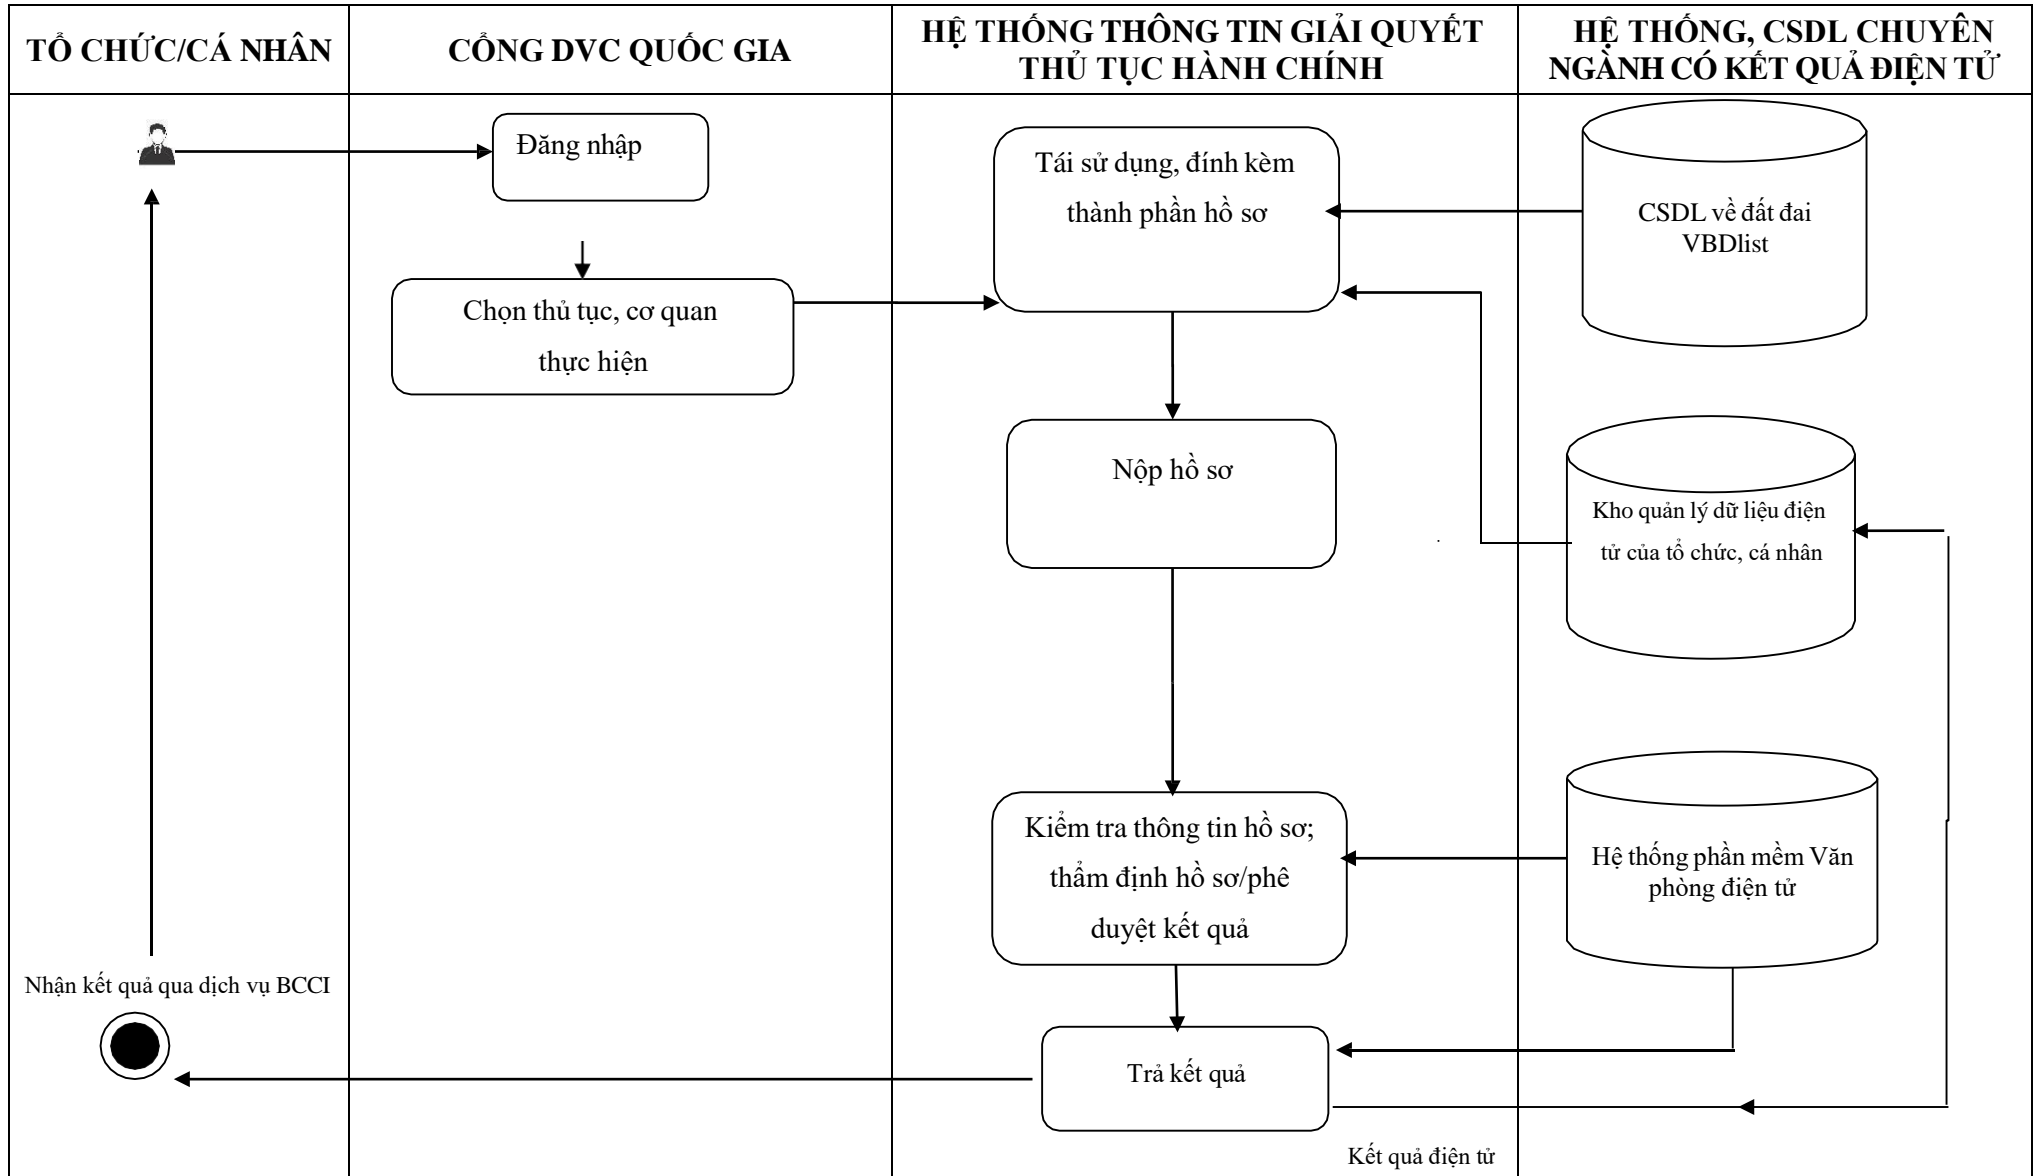 TỔ CHỨC/CÁ NHÂN
CỔNG DVC QUỐC GIA
HỆ THỐNG THÔNG TIN GIẢI QUYẾT
THỦ TỤC HÀNH CHÍNH
HỆ THỐNG, CSDL CHUYÊN
NGÀNH CÓ KẾT QUẢ ĐIỆN TỬ
Đăng nhập
Chọn thủ tục, cơ quan
thực hiện
Tái sử dụng, đính kèm
thành phần hồ sơ
CSDL về đất đai
VBDlist
Nộp hồ sơ
Kho quản lý dữ liệu điện
tử của tổ chức, cá nhân
Kiểm tra thông tin hồ sơ;
thẩm định hồ sơ/phê
duyệt kết quả
Hệ thống phần mềm Văn
phòng điện tử
Nhận kết quả qua dịch vụ BCCI
Trả kết quả
Kết quả điện tử